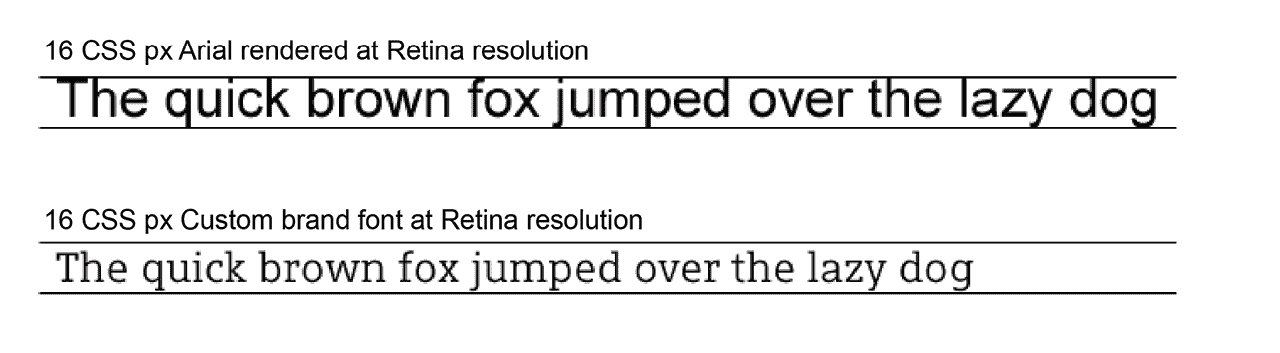 16 CSS px Arial rendered at Retina resolution
The quick brown fox jumped over the lazy dog
16 CSS px Custom brand font at Retina resolution
The quick brown fox jumped over the lazy dog